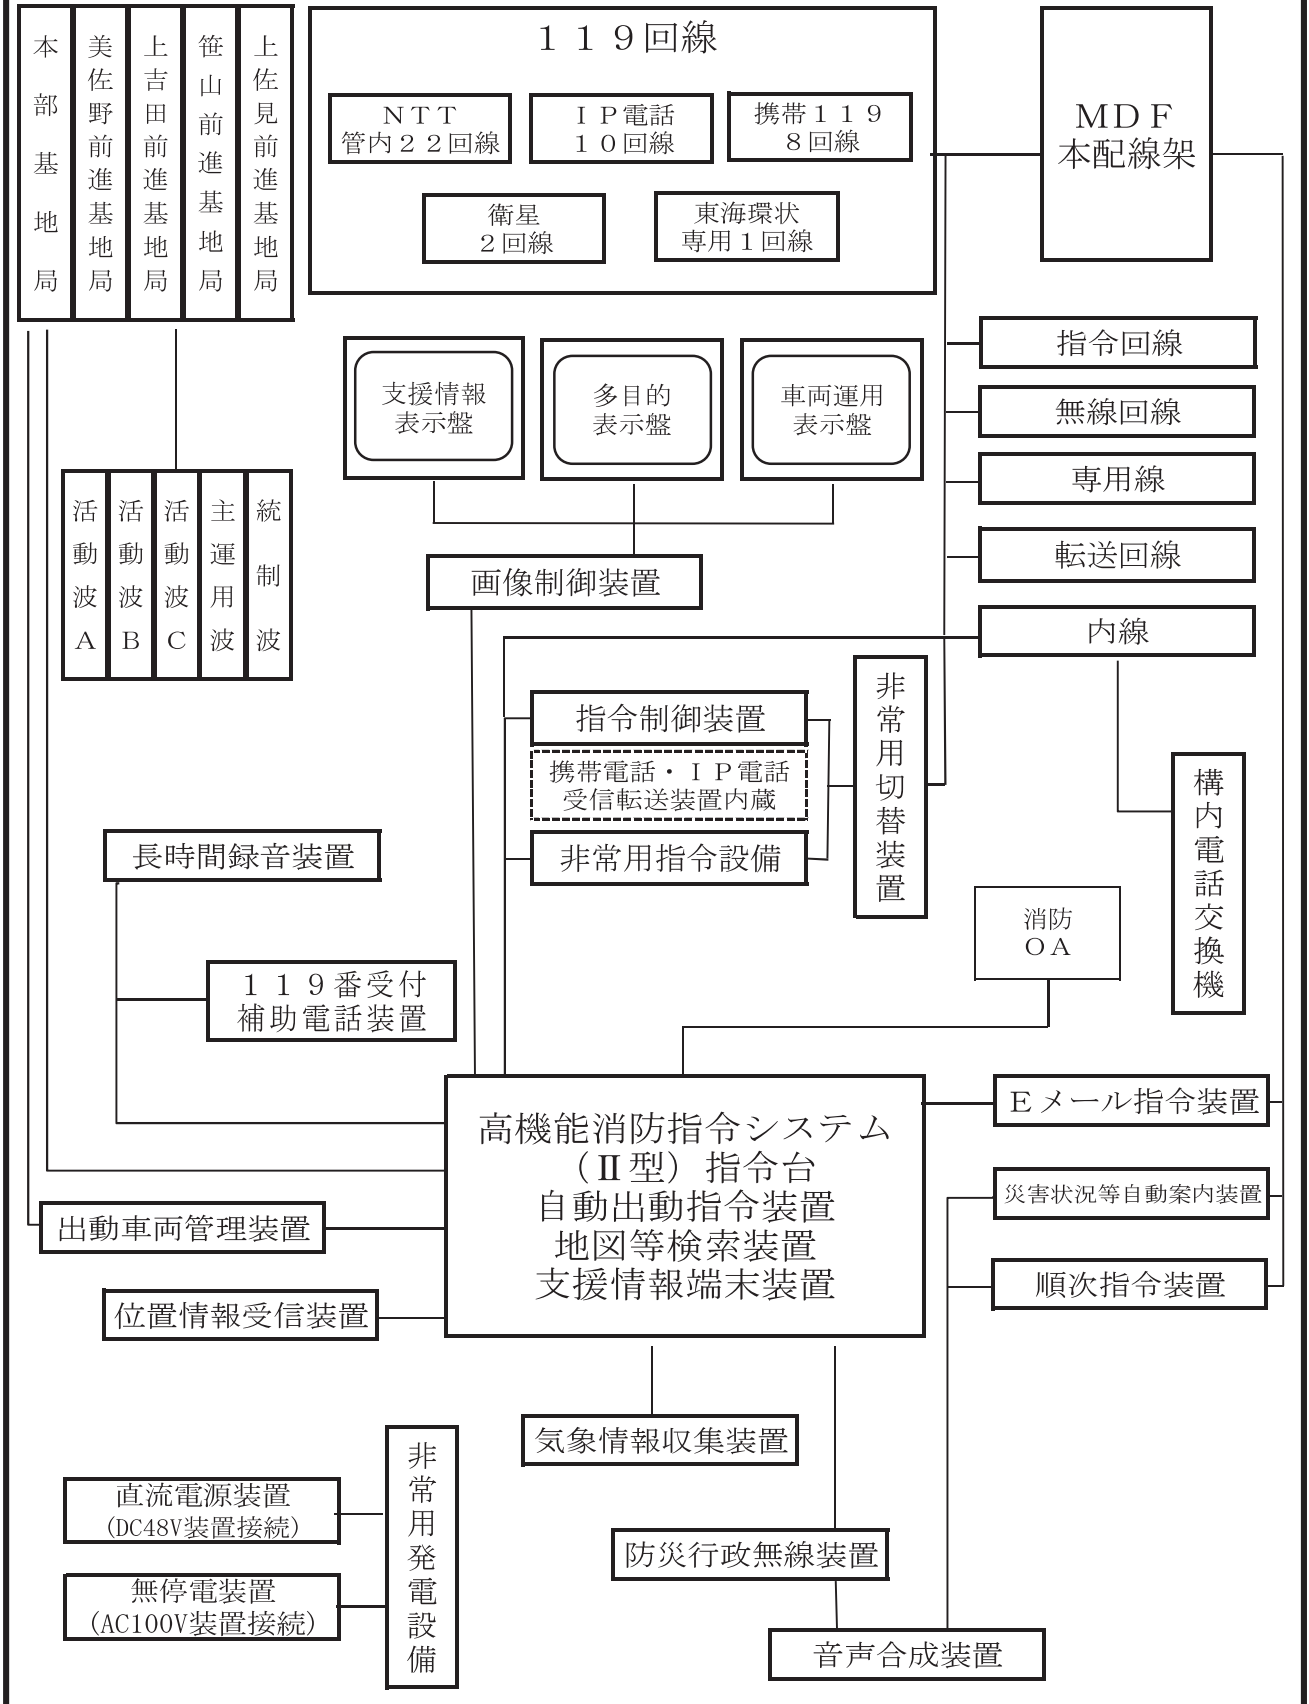 本部基地局
美佐野前進基地局
上吉田前進基地局
笹山前進基地局
上佐見前進基地局
１１９回線
ＮＴＴ
管内２２回線
ＩＰ電話
１０回線
携帯１１９
８回線
衛星
２回線
東海環状
専用１回線
ＭＤＦ
本配線架
支援情報
表示盤
多目的
表示盤
車両運用
表示盤
指令回線
無線回線
専用線
転送回線
内線
活動波Ａ
活動波Ｂ
活動波Ｃ
主運用波
統制波
画像制御装置
指令制御装置
携帯電話・ＩＰ電話
受信転送装置内蔵
非常用指令設備
非常用切替装置
構内電話交換機
長時間録音装置
１１９番受付
補助電話装置
消防
ＯＡ
高機能消防指令システム
（Ⅱ型）指令台
自動出動指令装置
地図等検索装置
支援情報端末装置
Ｅメール指令装置
災害状況等自動案内装置
順次指令装置
出動車両管理装置
位置情報受信装置
気象情報収集装置
防災行政無線装置
音声合成装置
直流電源装置
(DC48V装置接続)
無停電装置
(AC100V装置接続)
非常用発電設備